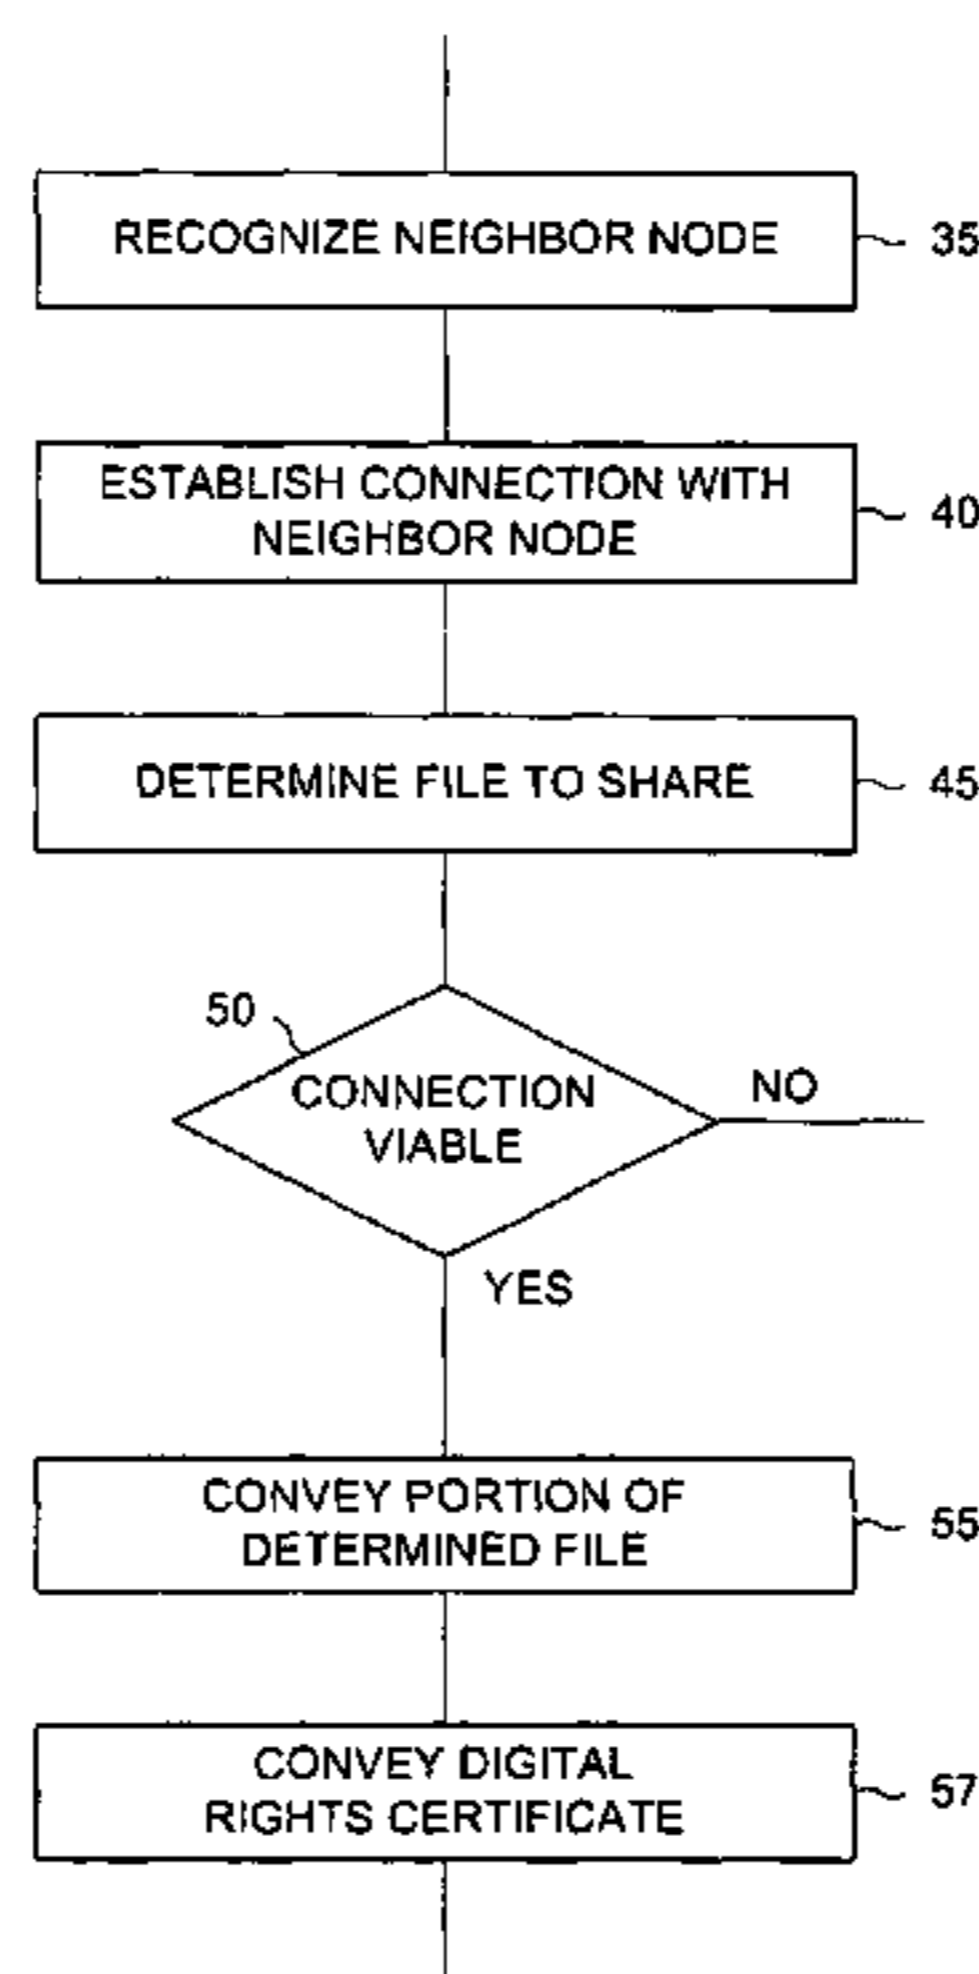 RECOGNIZE NEIGHBOR NODE
35
ESTABLISH CONNECTION WITH
NEIGHBOR NODE
40
DETERMINE FILE TO SHARE
45
50
CONNECTION
VIABLE
NO
YES
CONVEY PORTION OF
DETERMINED FILE
55
CONVEY DIGITAL
RIGHTS CERTIFICATE
57